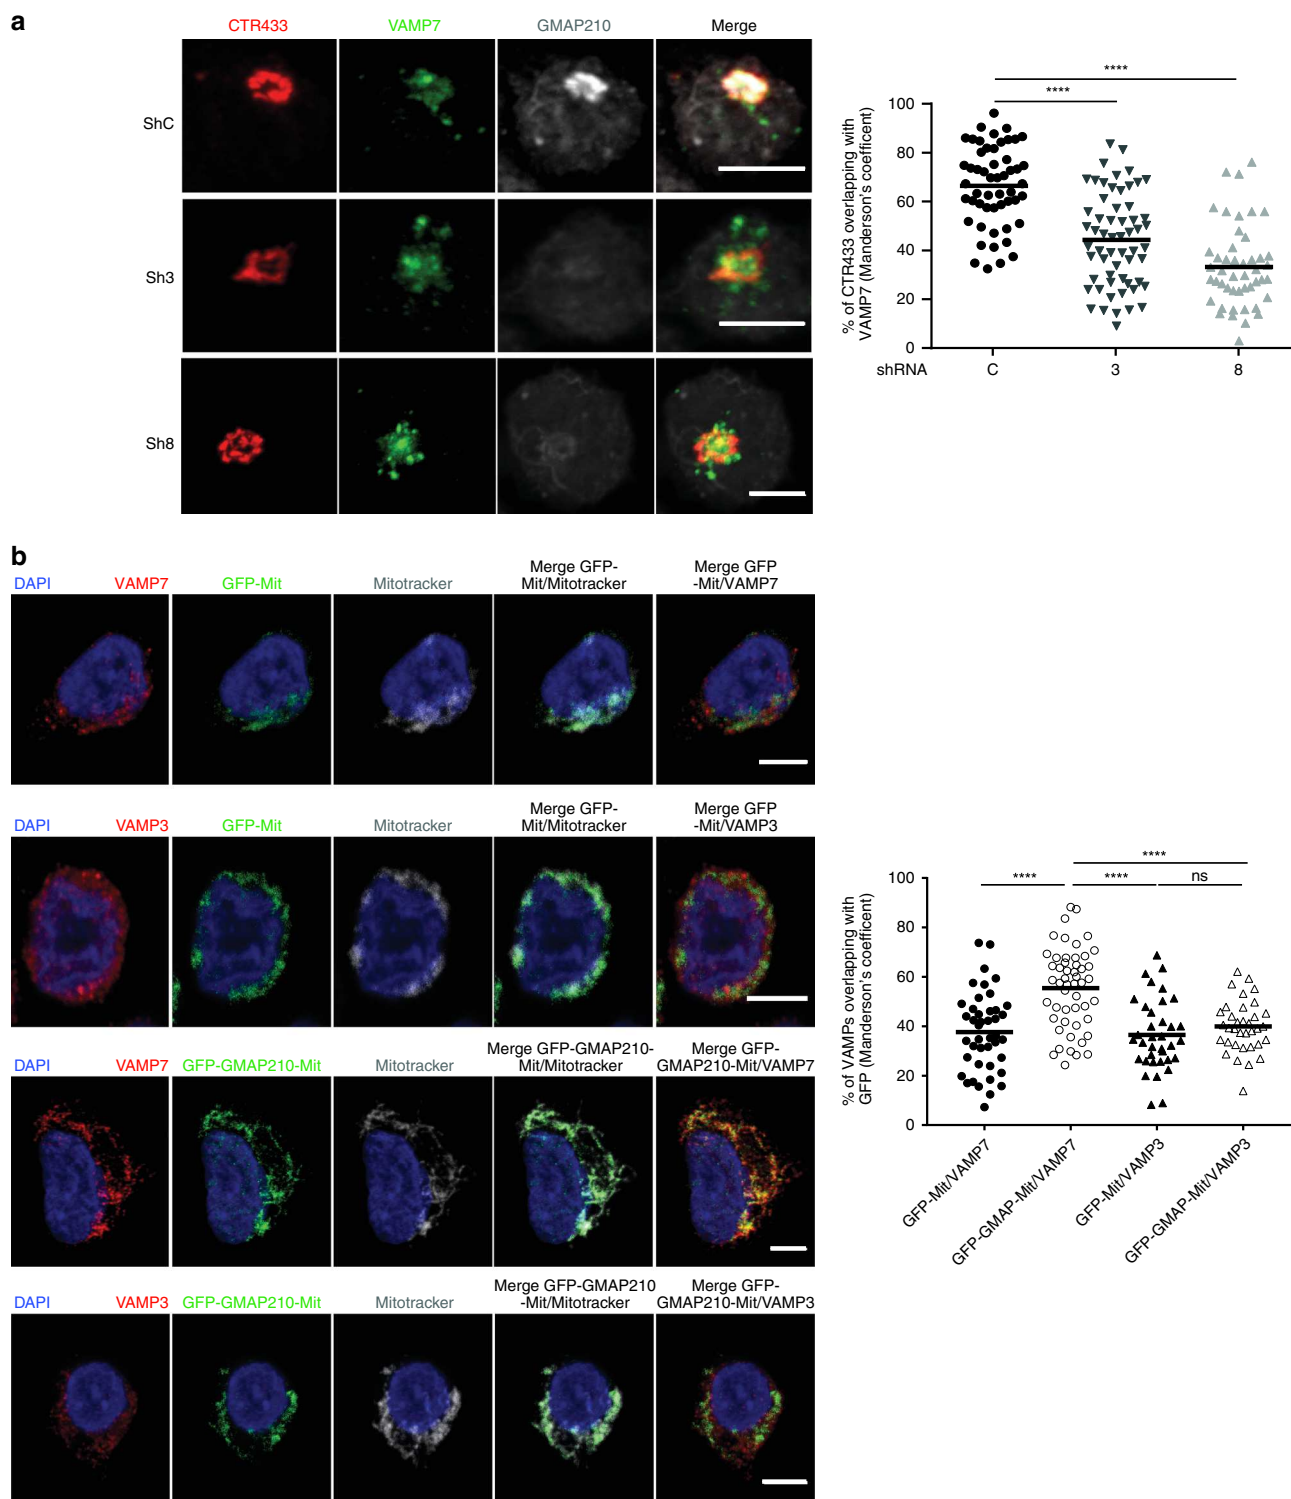 a
CTR433 VAMP7 GMAP210 Merge
ShC
Sh3
Sh8
% of CTR433 overlapping with
VAMP7 (Manderson's coefficent)
100
80
60
40
20
0
**** 
****
shRNA C 3 8
b
DAPI VAMP7 GFP-Mit Mitotracker Merge GFP-
Mit/Mitotracker Merge GFP
-Mit/VAMP7
DAPI VAMP3 GFP-Mit Mitotracker Merge GFP-
Mit/Mitotracker Merge GFP
-Mit/VAMP3
DAPI VAMP7 GFP-GMAP210-Mit Mitotracker Merge GFP-GMAP210-
Mit/Mitotracker Merge GFP-
GMAP210-Mit/VAMP7
DAPI VAMP3 GFP-GMAP210-Mit Mitotracker Merge GFP-GMAP210
-Mit/Mitotracker Merge GFP-
GMAP210-Mit/VAMP3
% of VAMPs overlapping with
GFP (Manderson's coefficent)
100
80
60
40
20
0
****
**** **** ns
GFP-Mit/VAMP7
GFP-GMAP-Mit/VAMP7
GFP-Mit/VAMP3
GFP-GMAP-Mit/VAMP3